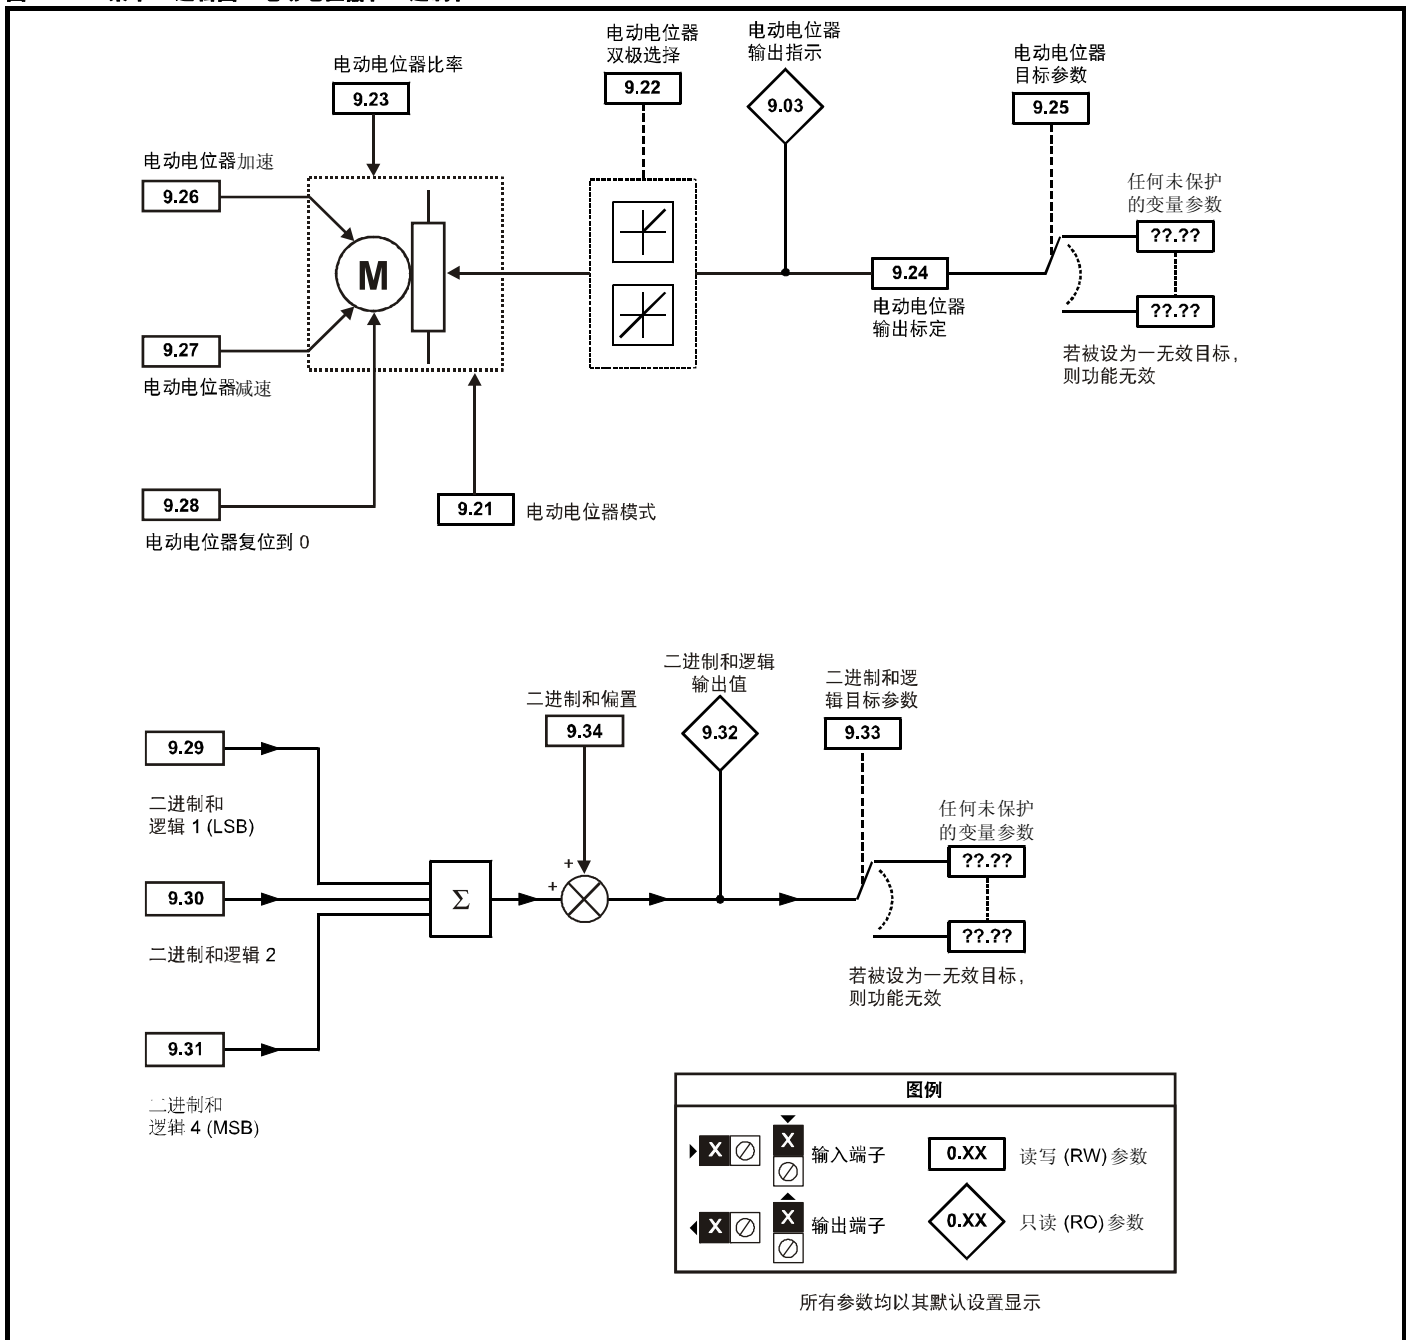 电动电位器比率
9.23
电动电位器
双极选择
9.22
电动电位器
输出指示
9.03
电动电位器
目标参数
9.25
电动电位器加速
9.26
任何未保护
的变量参数
??.??
M
9.24
电动电位器
输出标定
??.??
9.27
电动电位器减速
若被设为一无效目标，
则功能无效
9.28
电动电位器复位到 0
9.21
电动电位器模式
二进制和偏置
9.34
二进制和逻辑
输出值
9.32
二进制和逻
辑目标参数
9.33
9.29
二进制和
逻辑 1 (LSB)
任何未保护
的变量参数
??.??
+
+
Σ
9.30
二进制和逻辑 2
??.??
若被设为一无效目标，
则功能无效
9.31
二进制和
逻辑 4 (MSB)
图例
X
X
输入端子
0.XX
读写 (RW) 参数
X
X
输出端子
0.XX
只读 (RO) 参数
所有参数均以其默认设置显示